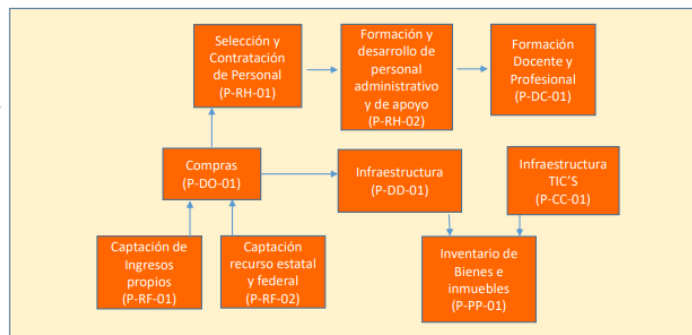 Selección y
Contratación
de Personal
(P-RH-01)
Formación y
desarrollo de
personal
administrativo
y de apoyo
(P-RH-02)
Formación
Docente y
Profesional
(P-DC-01)
Compras
(P-DO-01)
Infraestructura
(P-DD-01)
Infraestructura
TIC´S
(P-CC-01)
Captación de
Ingresos
propios
(P-RF-01)
Captación
recurso estatal
y federal
(P-RF-02)
Inventario de
Bienes e
inmuebles
(P-PP-01)